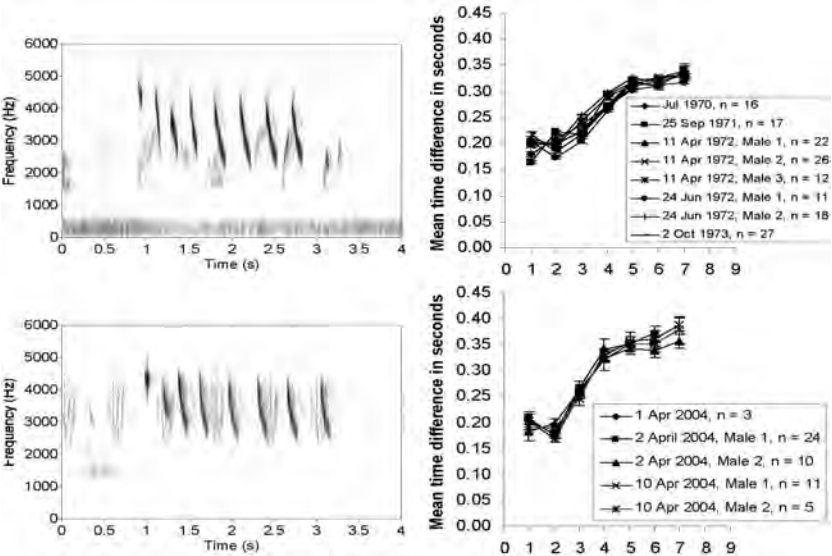 Frequency (Hz)
6000
5000
4000
3000
2000
1000
0
0 0.5 1 1.5 2 2.5 3 3.5 4
Time (s)
Mean time difference in seconds
0.45
0.40
0.35
0.30
0.25
0.20
0.15
0.10
0.05
0.00
0 1 2 3 4 5 6 7 8 9
Jul 1970, n = 16
25 Sep 1971, n = 17
11 Apr 1972, Male 1, n = 22
11 Apr 1972, Male 2, n = 26
11 Apr 1972, Male 3, n = 12
24 Jun 1972, Male 1, n = 11
24 Jun 1972, Male 2, n = 18
2 Oct 1973, n = 27
Frequency (Hz)
6000
5000
4000
3000
2000
1000
0
0 0.5 1 1.5 2 2.5 3 3.5 4
Time (s)
Mean time difference in seconds
0.45
0.40
0.35
0.30
0.25
0.20
0.15
0.10
0.05
0.00
0 1 2 3 4 5 6 7 8 9
1 Apr 2004, n = 3
2 April 2004, Male 1, n = 24
2 Apr 2004, Male 2, n = 10
10 Apr 2004, Male 1, n = 11
10 Apr 2004, Male 2, n = 5